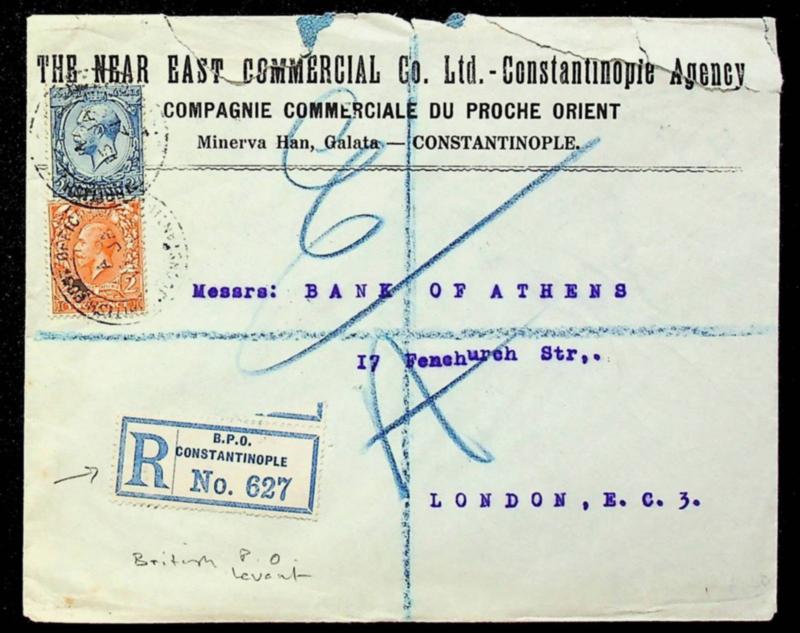 THE NEAR EAST COMMERCIAL Co. Ltd. - Constantinople Agency
COMPAGNIE COMMERCIALE DU PROCHE ORIENT
Minerva Han, Galata — CONSTANTINOPLE.
Messrs: BANK OF ATHENS
17 Fenchurch Str,.
LONDON, E. C. 3.
R
B.P.O.
CONSTANTINOPLE
No. 627
British P.O.
Levant
2